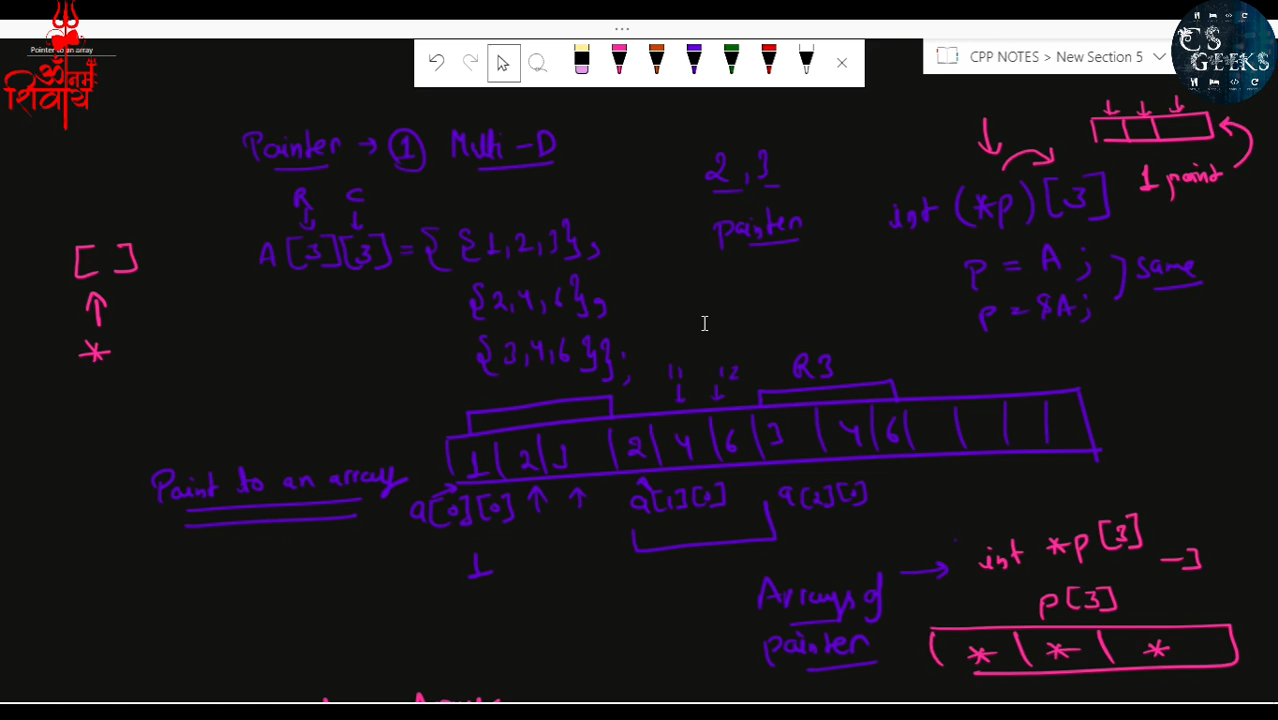 Pointer to an array
ॐ नमः
शिवाय
CPP NOTES > New Section 5
CS
GEEKS
Pointer → ① Multi-D
R C
A[3][3] = { {1,2,3},
{2,4,6},
{3,4,6}};
2,3
pointer
int (*p)[3]
1 point
p = A ;
p = &A;
same
[ ]
*
11 12
R3
1 2 3 2 4 6 3 4 6
Point to an array
a[0][0] a[1][0] a[2][0]
1
Arrays of
pointer
int *p[3]
p[3]
* * *